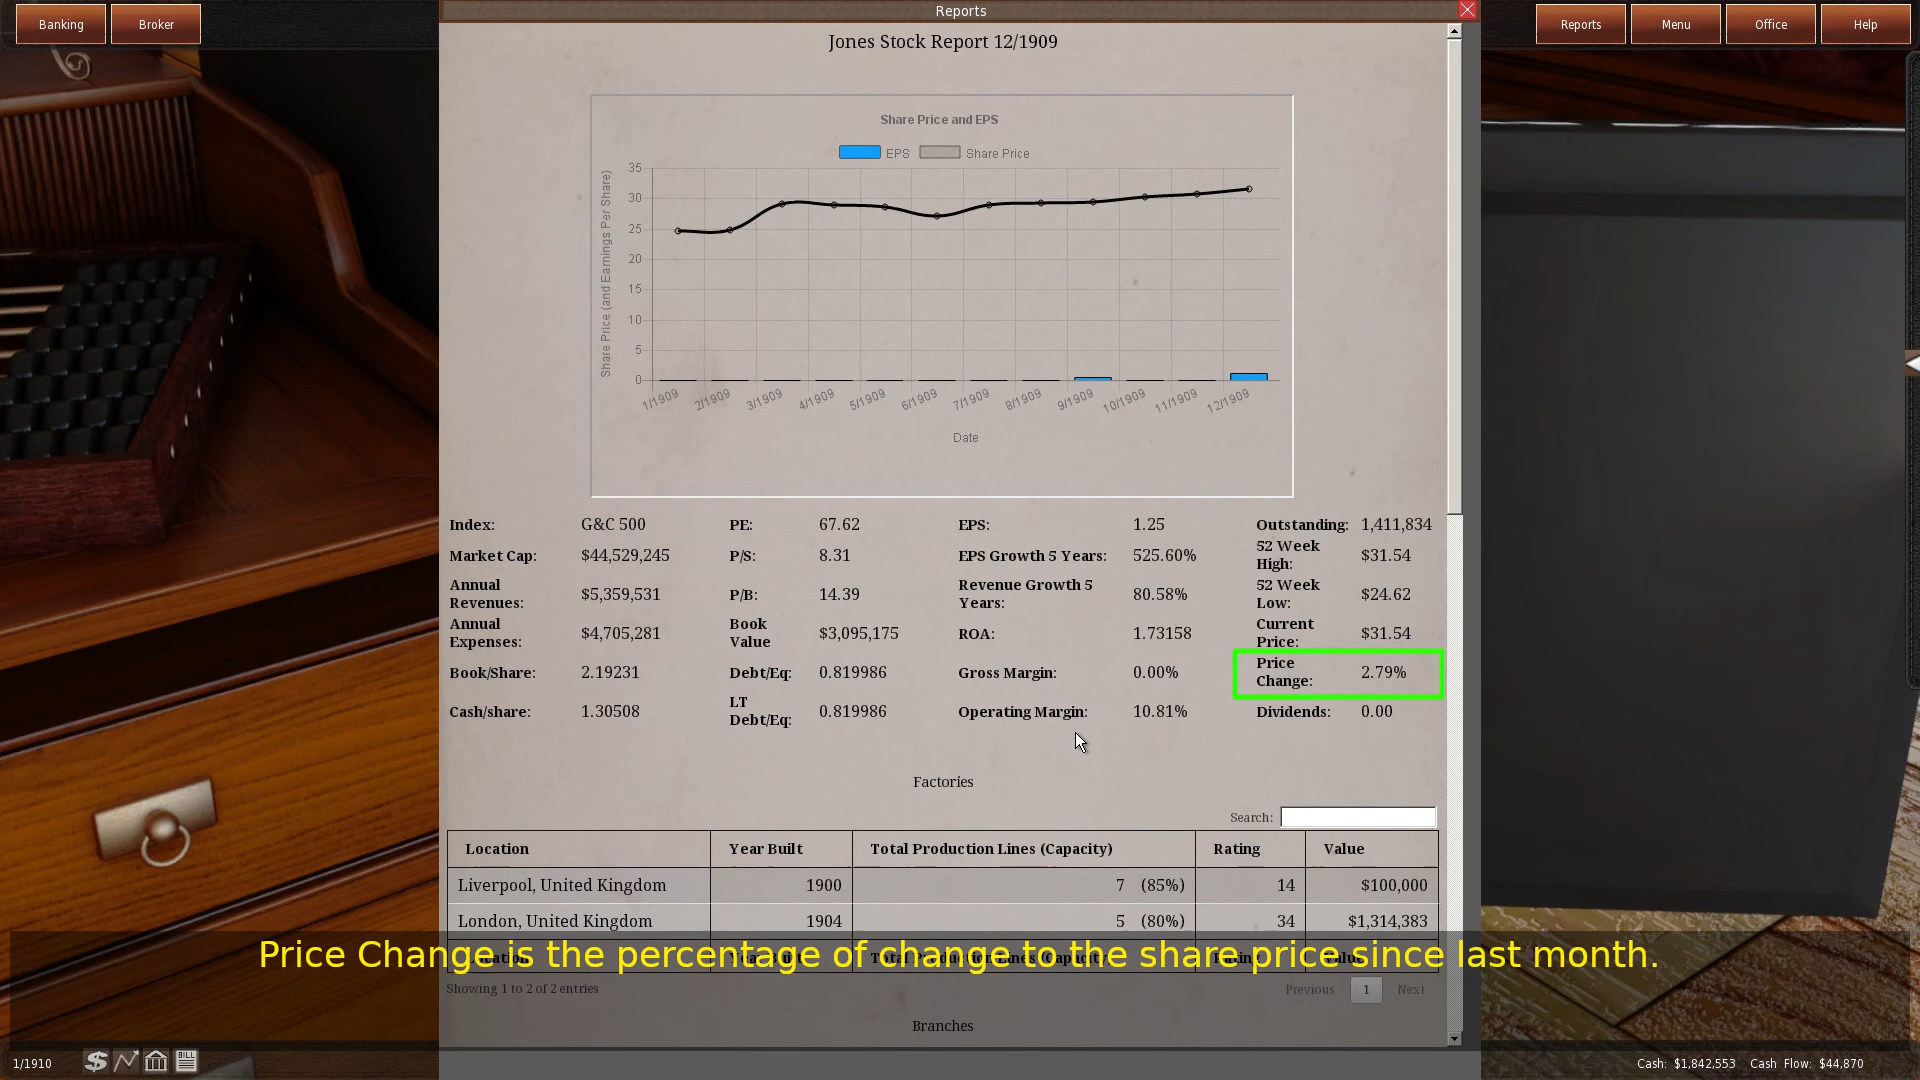 Banking
Broker
Reports
Reports
Menu
Office
Help
Jones Stock Report 12/1909
Share Price and EPS
EPS
Share Price
Share Price (and Earnings Per Share)
35
30
25
20
15
10
5
0
1/1909
2/1909
3/1909
4/1909
5/1909
6/1909
7/1909
8/1909
9/1909
10/1909
11/1909
12/1909
Date
Index: G&C 500 PE: 67.62 EPS: 1.25 Outstanding: 1,411,834
Market Cap: $44,529,245 P/S: 8.31 EPS Growth 5 Years: 525.60% 52 Week High: $31.54
Annual Revenues: $5,359,531 P/B: 14.39 Revenue Growth 5 Years: 80.58% 52 Week Low: $24.62
Annual Expenses: $4,705,281 Book Value $3,095,175 ROA: 1.73158 Current Price: $31.54
Book/Share: 2.19231 Debt/Eq: 0.819986 Gross Margin: 0.00% Price Change: 2.79%
Cash/share: 1.30508 LT Debt/Eq: 0.819986 Operating Margin: 10.81% Dividends: 0.00
Factories
Search:
Location Year Built Total Production Lines (Capacity) Rating Value
Liverpool, United Kingdom 1900 7 (85%) 14 $100,000
London, United Kingdom 1904 5 (80%) 34 $1,314,383
Location Year Built Total Production Lines (Capacity) Rating Value
Price Change is the percentage of change to the share price since last month.
Showing 1 to 2 of 2 entries
Previous 1 Next
Branches
1/1910
BILL
Cash: $1,842,553 Cash Flow: $44,870